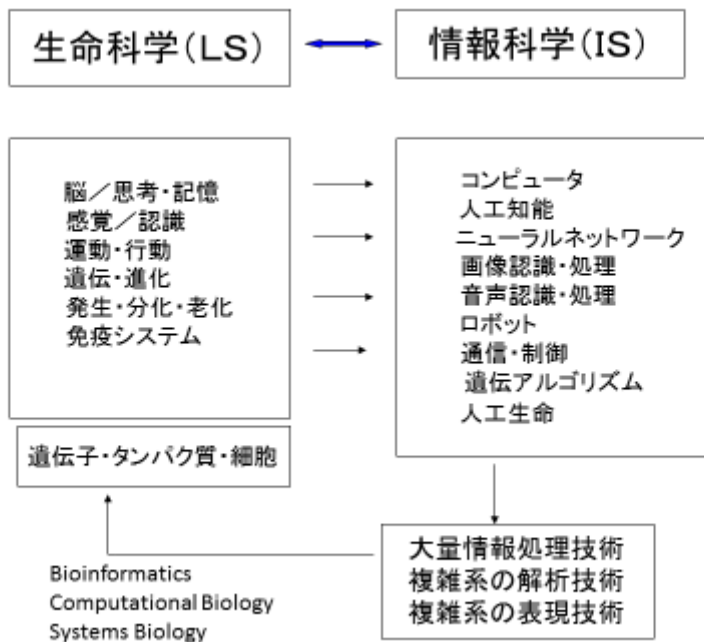 生命科学(LS)
情報科学(IS)
脳／思考・記憶
感覚／認識
運動・行動
遺伝・進化
発生・分化・老化
免疫システム
コンピュータ
人工知能
ニューラルネットワーク
画像認識・処理
音声認識・処理
ロボット
通信・制御
遺伝アルゴリズム
人工生命
遺伝子・タンパク質・細胞
大量情報処理技術
複雑系の解析技術
複雑系の表現技術
Bioinformatics
Computational Biology
Systems Biology